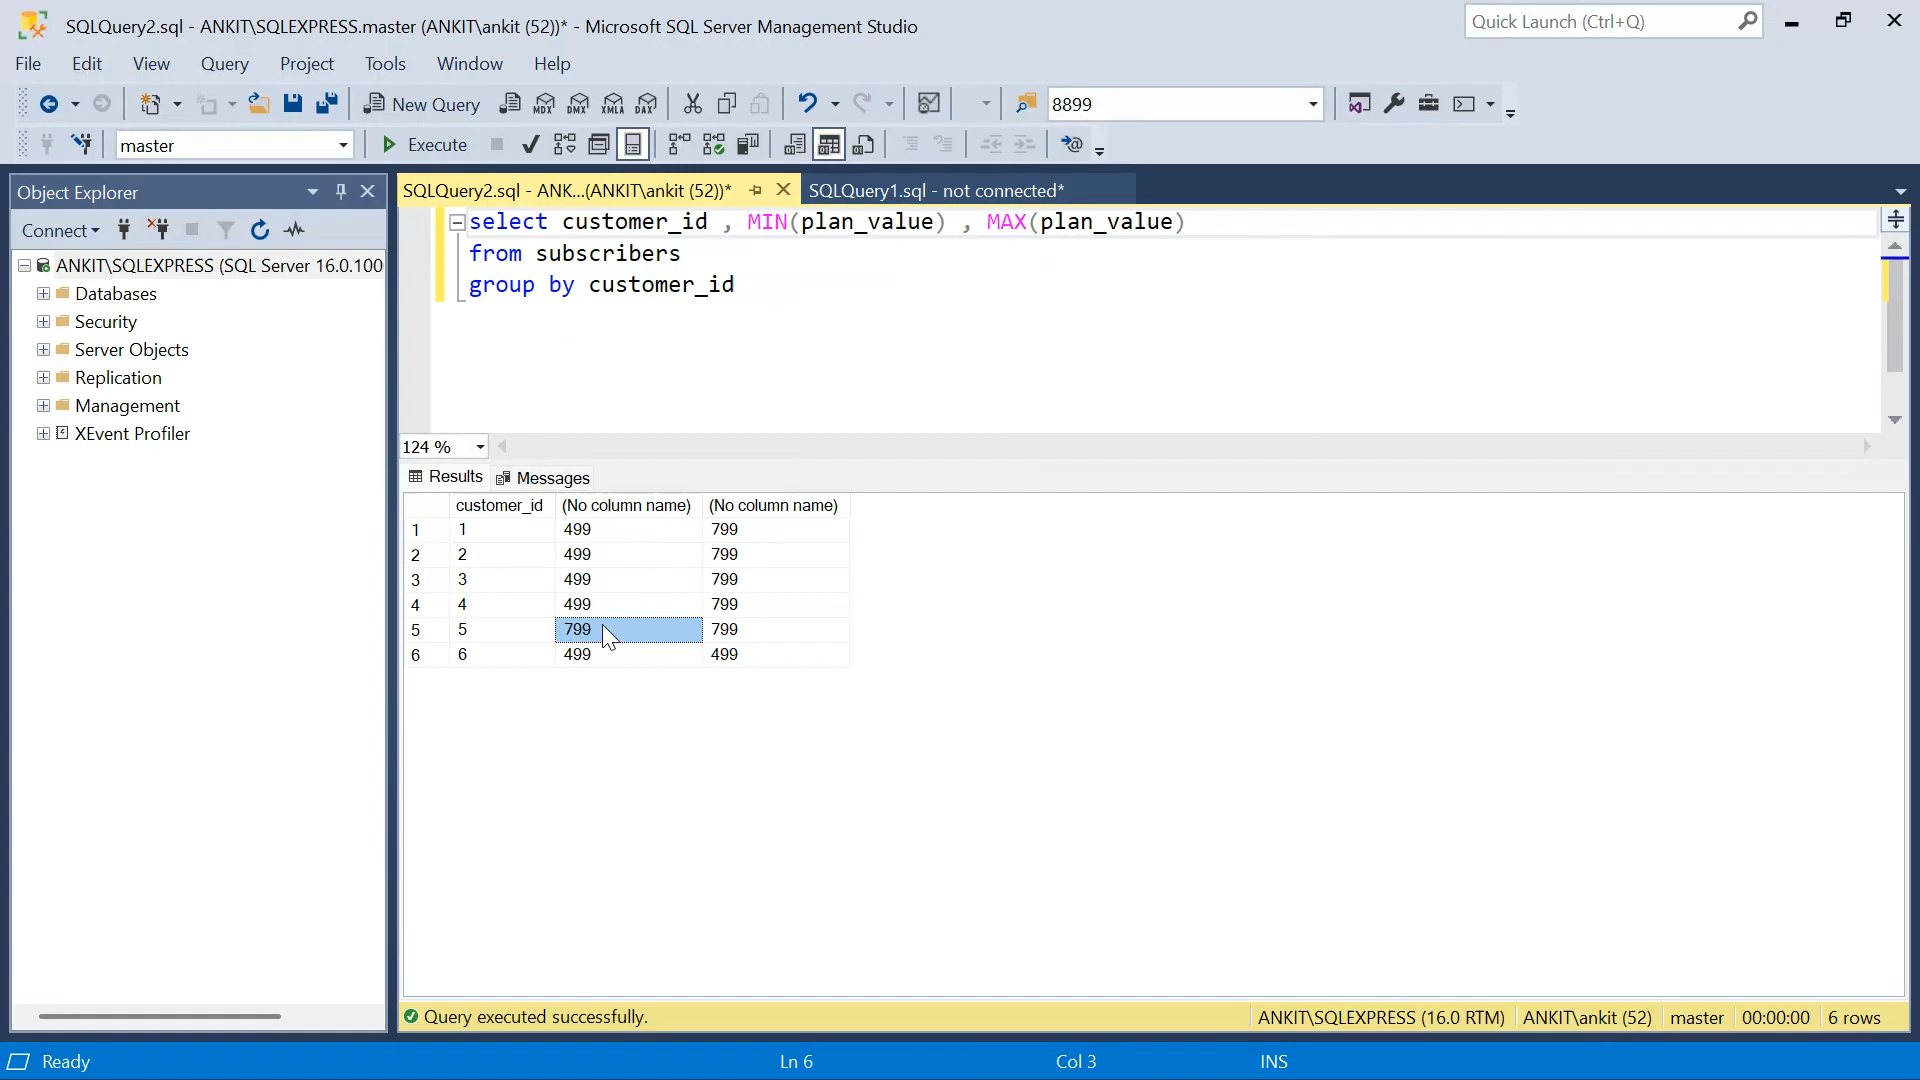 SQLQuery2.sql - ANKIT\SQLEXPRESS.master (ANKIT\ankit (52))* - Microsoft SQL Server Management Studio
Quick Launch (Ctrl+Q)
File Edit View Query Project Tools Window Help
New Query MDX DMX XMLA DAX 8899
master Execute
Object Explorer
SQLQuery2.sql - ANK...(ANKIT\ankit (52))* SQLQuery1.sql - not connected*
Connect
ANKIT\SQLEXPRESS (SQL Server 16.0.100
Databases
Security
Server Objects
Replication
Management
XEvent Profiler
select customer_id , MIN(plan_value) , MAX(plan_value)
from subscribers
group by customer_id
124 %
Results Messages
customer_id (No column name) (No column name)
1 1 499 799
2 2 499 799
3 3 499 799
4 4 499 799
5 5 799 799
6 6 499 499
Query executed successfully. ANKIT\SQLEXPRESS (16.0 RTM) ANKIT\ankit (52) master 00:00:00 6 rows
Ready Ln 6 Col 3 INS